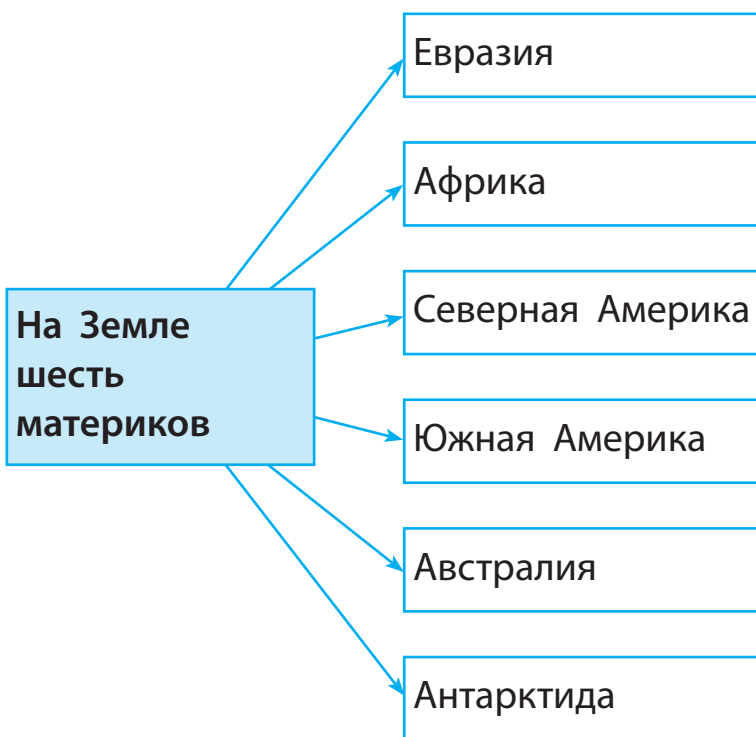 На Земле
шесть
материков
Евразия
Африка
Северная Америка
Южная Америка
Австралия
Антарктида